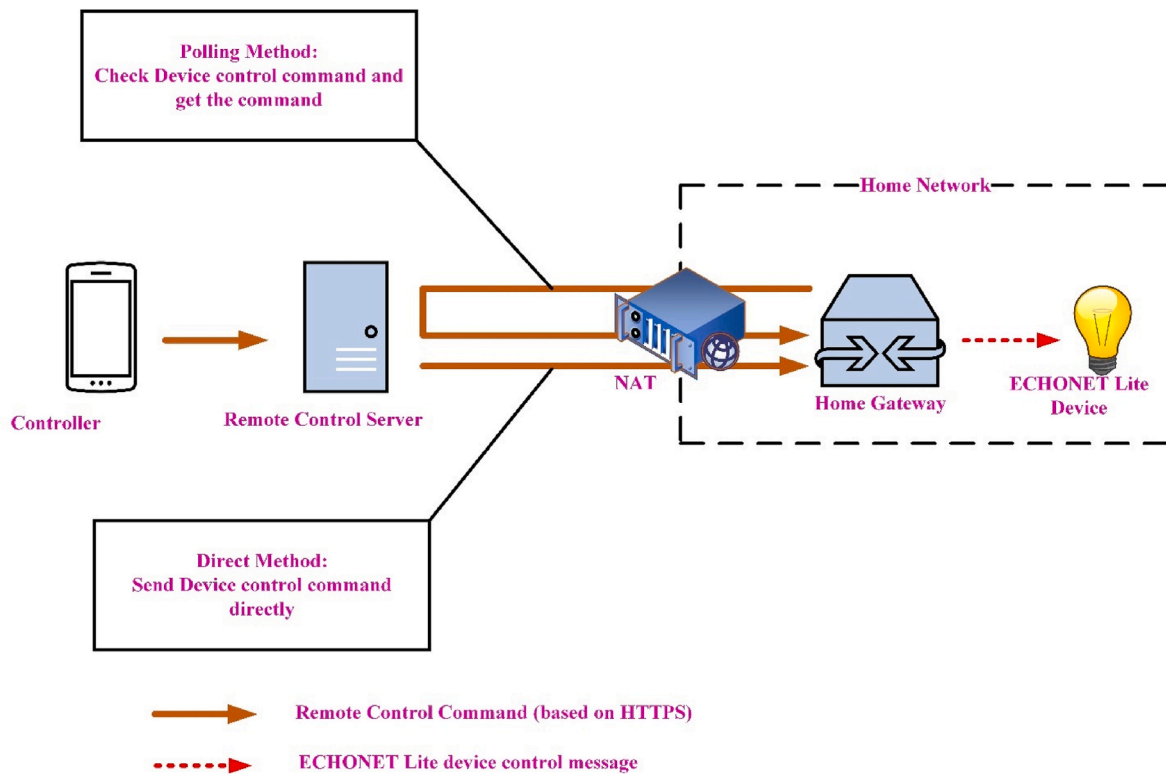 Polling Method:
Check Device control command and
get the command
Home Network
NAT
Controller
Remote Control Server
Home Gateway
ECHONET Lite
Device
Direct Method:
Send Device control command
directly
Remote Control Command (based on HTTPS)
ECHONET Lite device control message